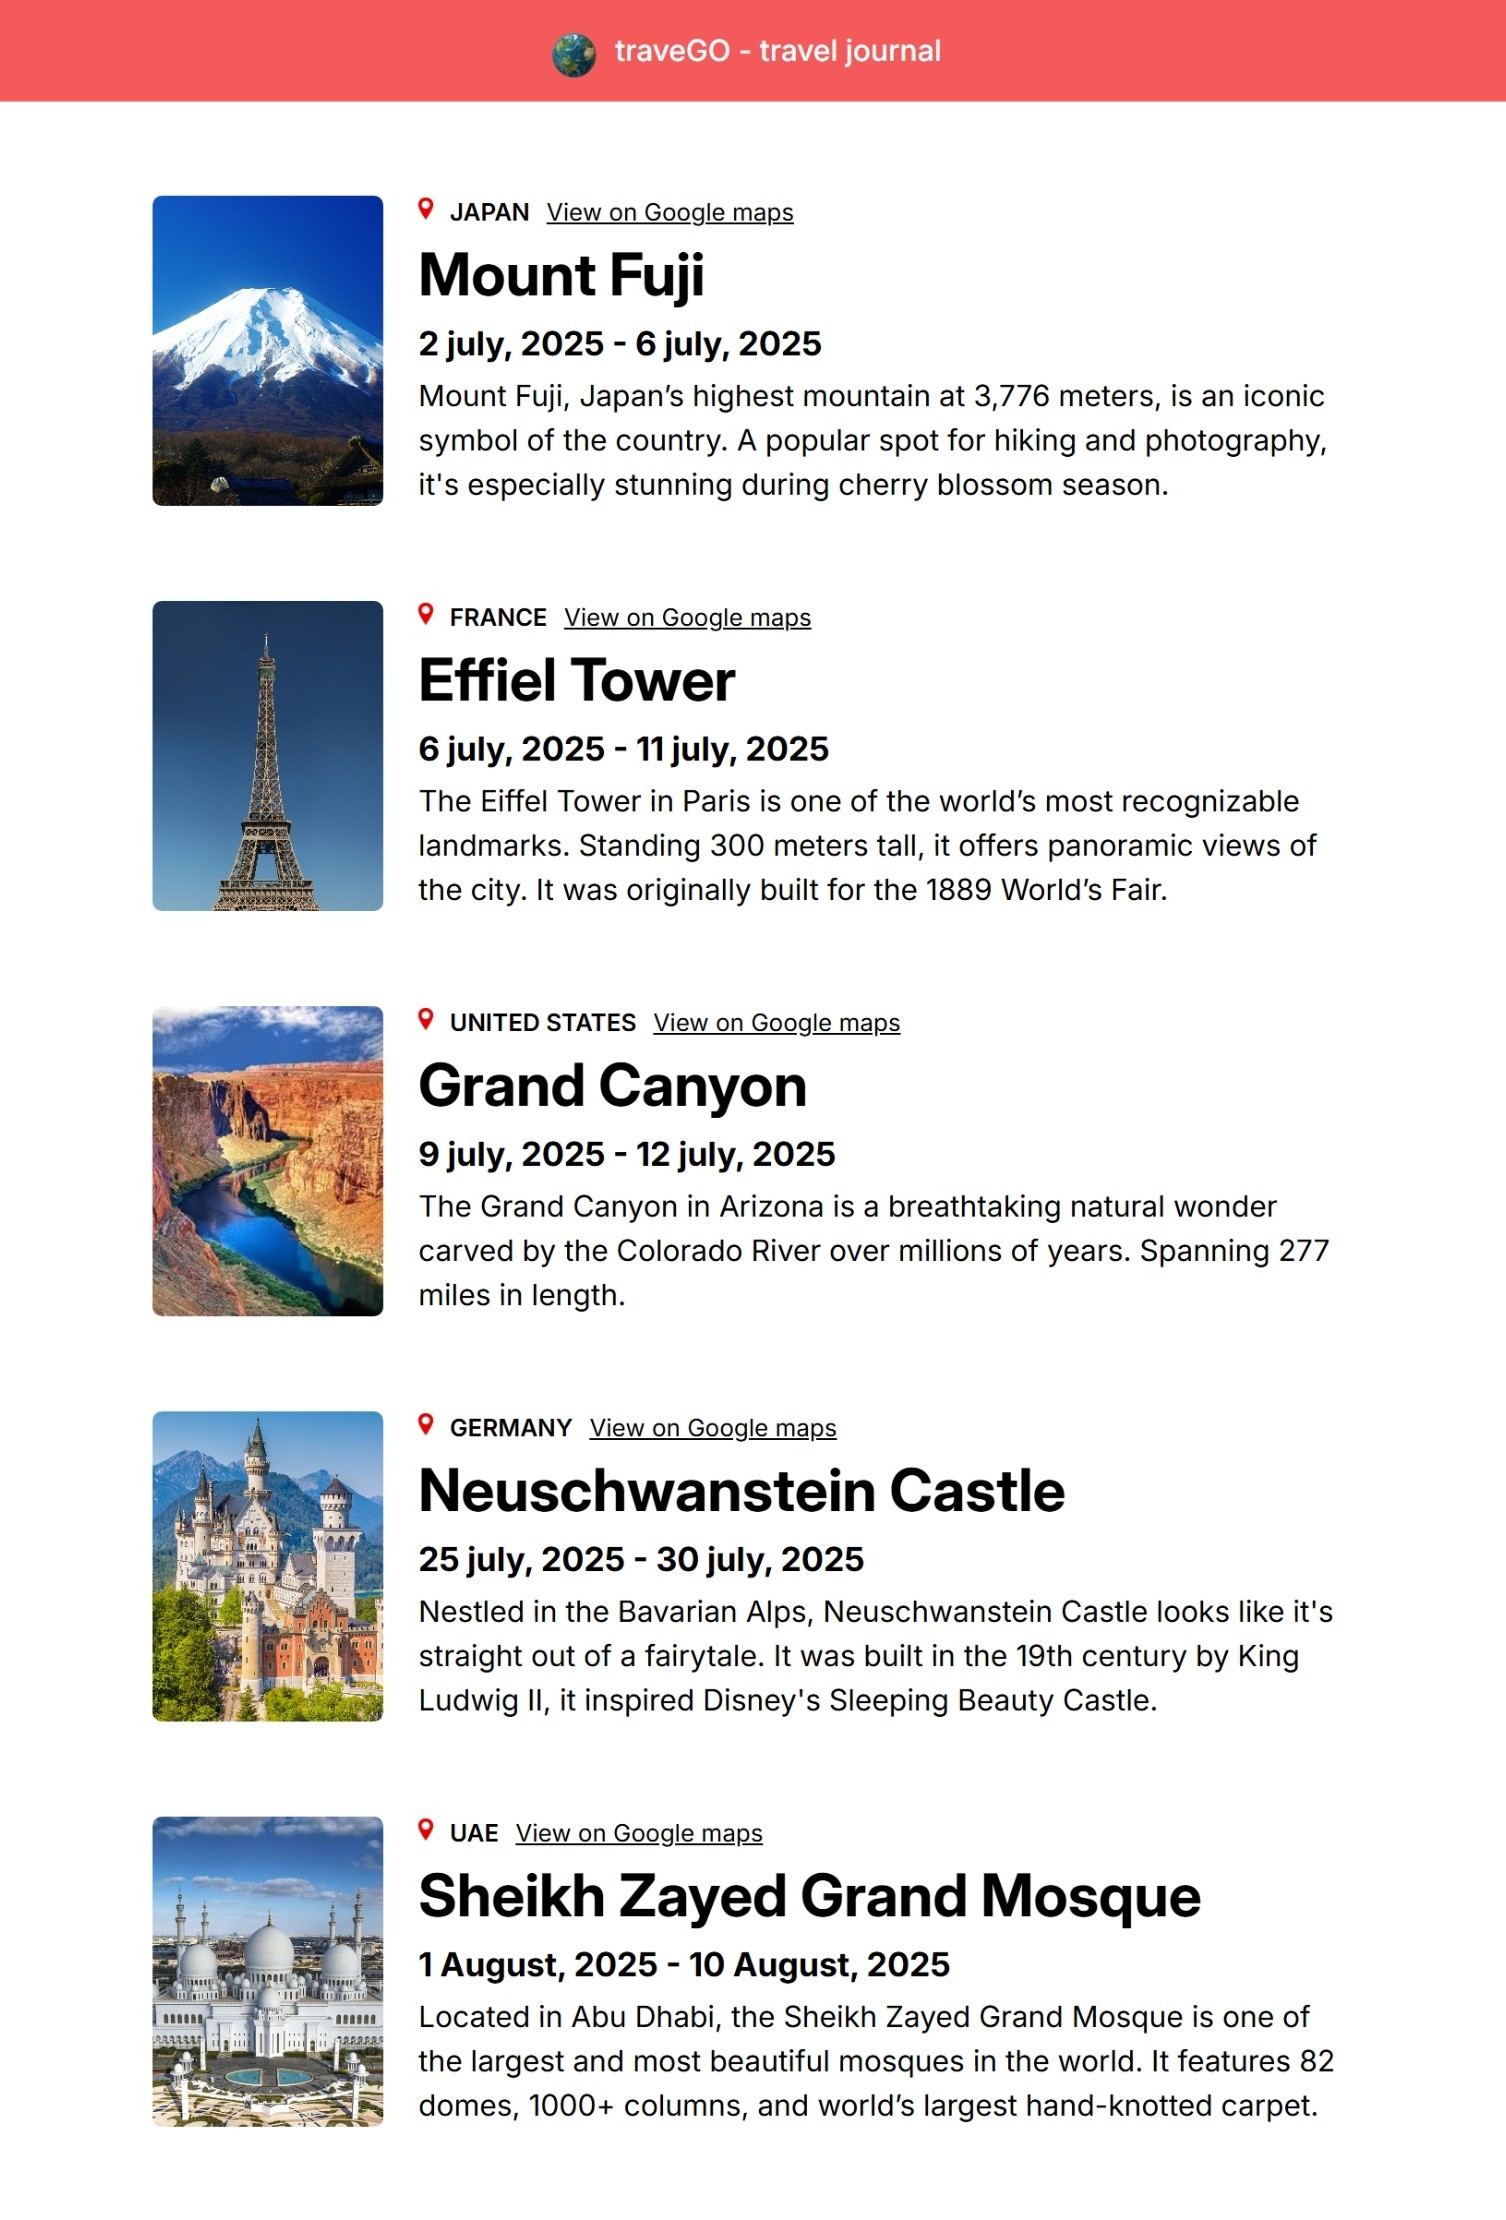 traveGO - travel journal
JAPAN View on Google maps
Mount Fuji
2 july, 2025 - 6 july, 2025
Mount Fuji, Japan’s highest mountain at 3,776 meters, is an iconic
symbol of the country. A popular spot for hiking and photography,
it's especially stunning during cherry blossom season.
FRANCE View on Google maps
Effiel Tower
6 july, 2025 - 11 july, 2025
The Eiffel Tower in Paris is one of the world’s most recognizable
landmarks. Standing 300 meters tall, it offers panoramic views of
the city. It was originally built for the 1889 World’s Fair.
UNITED STATES View on Google maps
Grand Canyon
9 july, 2025 - 12 july, 2025
The Grand Canyon in Arizona is a breathtaking natural wonder
carved by the Colorado River over millions of years. Spanning 277
miles in length.
GERMANY View on Google maps
Neuschwanstein Castle
25 july, 2025 - 30 july, 2025
Nestled in the Bavarian Alps, Neuschwanstein Castle looks like it's
straight out of a fairytale. It was built in the 19th century by King
Ludwig II, it inspired Disney's Sleeping Beauty Castle.
UAE View on Google maps
Sheikh Zayed Grand Mosque
1 August, 2025 - 10 August, 2025
Located in Abu Dhabi, the Sheikh Zayed Grand Mosque is one of
the largest and most beautiful mosques in the world. It features 82
domes, 1000+ columns, and world’s largest hand-knotted carpet.